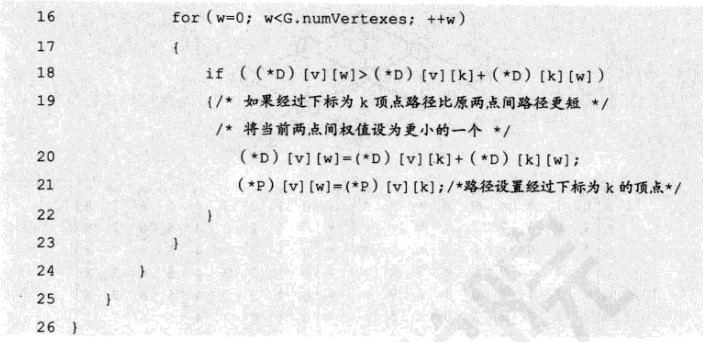 16 for(w=0; w<G.numVertexes; ++w)
17 {
18 if ((*D)[v][w]>(*D)[v][k]+(*D)[k][w])
19 {/* 如果经过下标为 k 顶点路径比原两点间路径更短 */
/* 将当前两点间权值设为更小的一个 */
20 (*D)[v][w]=(*D)[v][k]+(*D)[k][w];
21 (*P)[v][w]=(*P)[v][k];/*路径设置经过下标为 k 的顶点*/
22 }
23 }
24 }
25 }
26 }